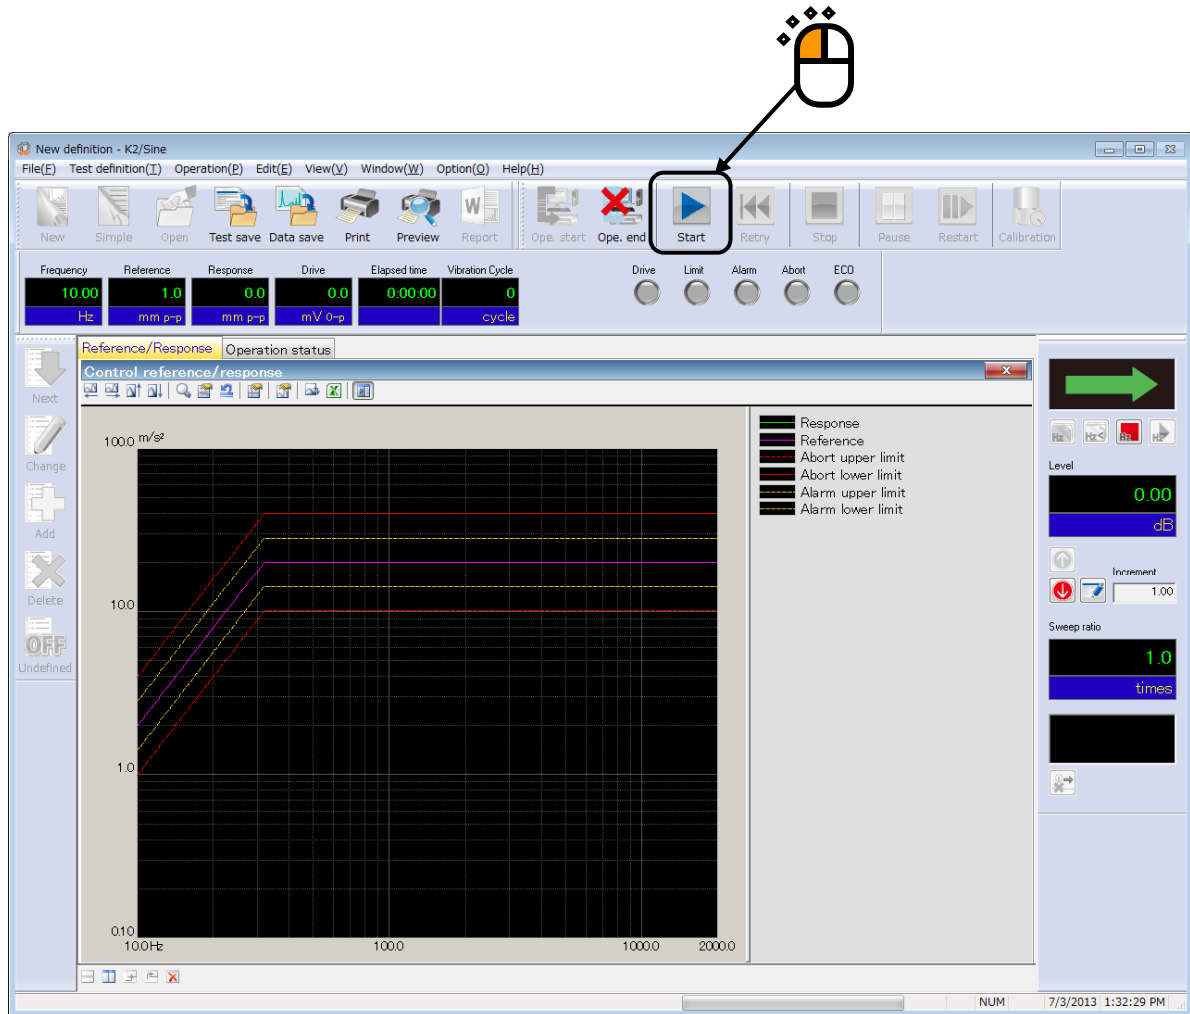 New definition - K2/Sine
File(F) Test definition(T) Operation(P) Edit(E) View(V) Window(W) Option(O) Help(H)
New Simple Open Test save Data save Print Preview Report Ope. start Ope. end Start Retry Stop Pause Restart Calibration
Frequency Reference Response Drive Elapsed time Vibration Cycle Drive Limit Alarm Abort ECO
10.00 1.0 0.0 0.0 0:00:00 0
Hz mm p-p mm p-p mV 0-p cycle
Reference/Response Operation status
Control reference/response
Next
Change
Add
Delete
OFF
Undefined
100.0 m/s²
10.0
1.0
0.10
10.0 Hz 100.0 1000.0 2000.0
Response
Reference
Abort upper limit
Abort lower limit
Alarm upper limit
Alarm lower limit
Hz Hz< Hz Hz
Level
0.00
dB
Increment
1.00
Sweep ratio
1.0
times
NUM 7/3/2013 1:32:29 PM